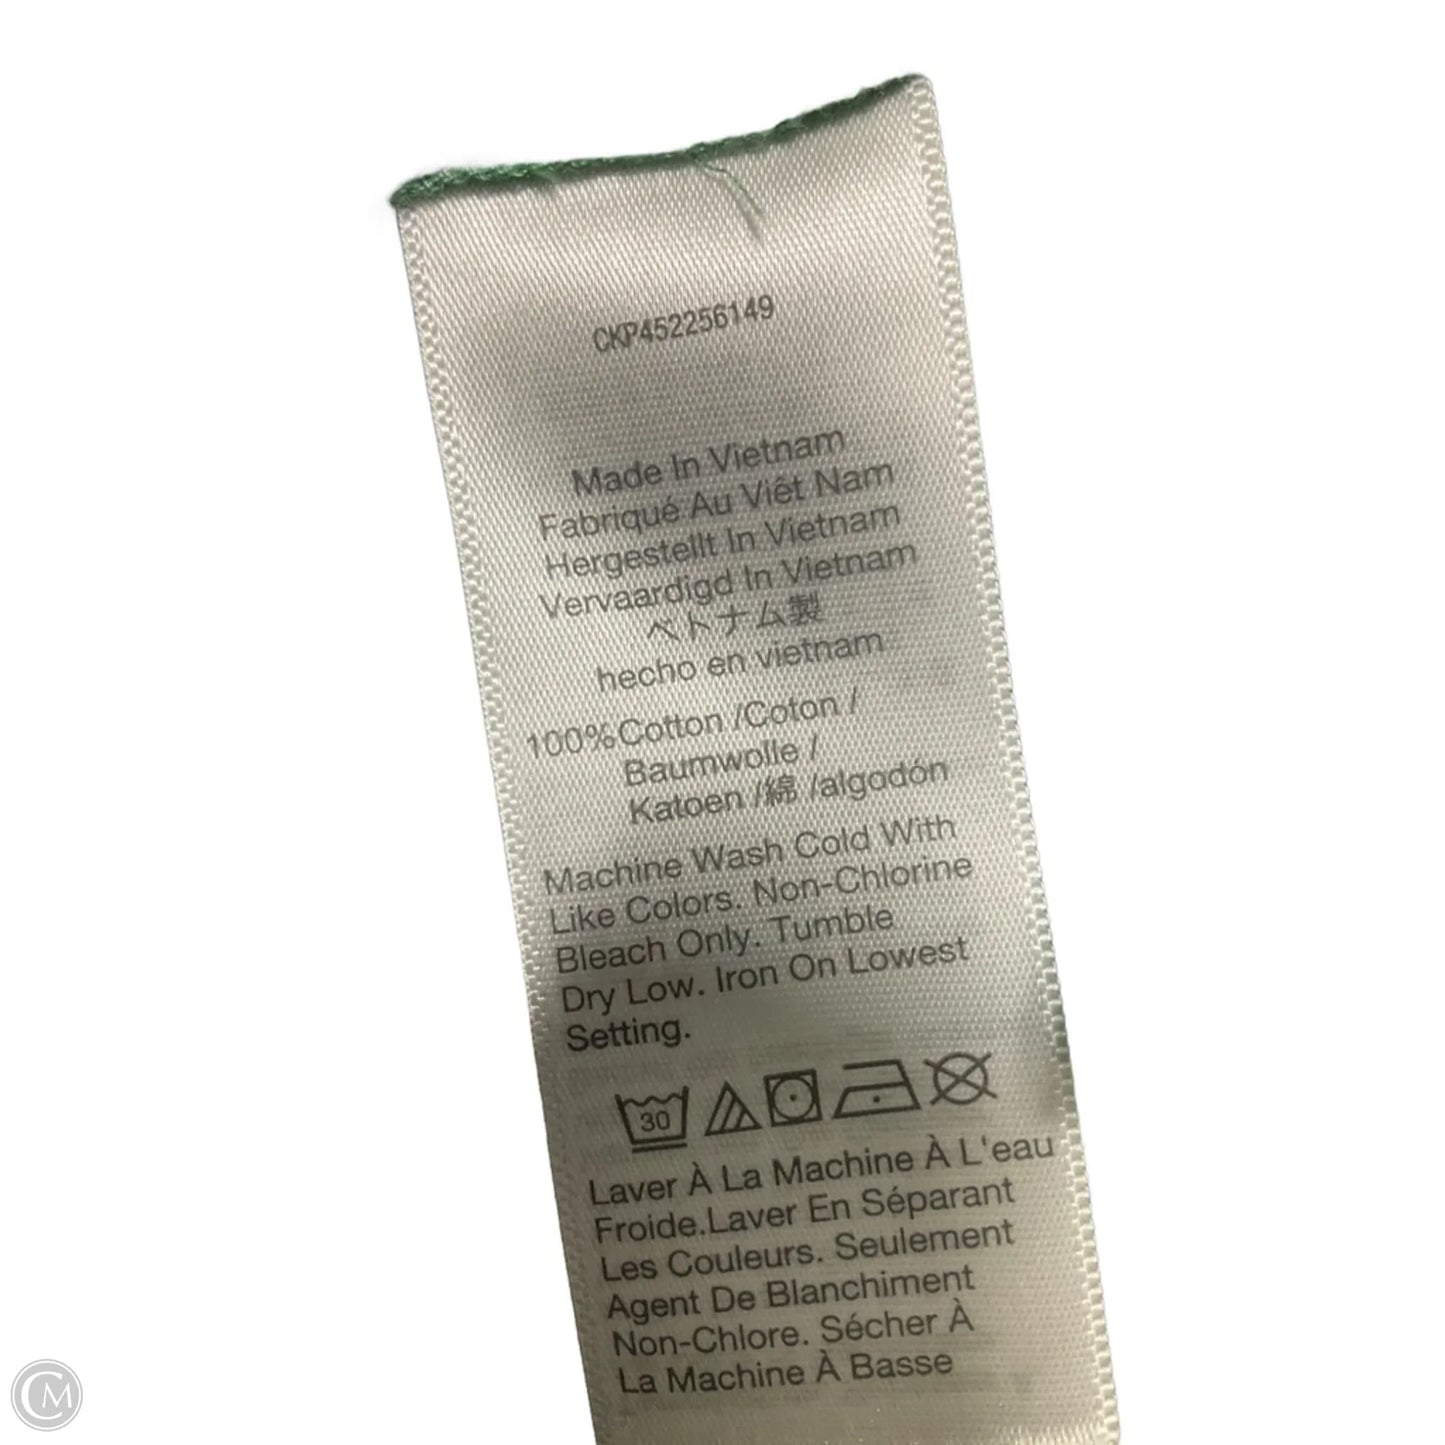 CKP452256149
Made In Vietnam
Fabriqué Au Viêt Nam
Hergestellt In Vietnam
Vervaardigd In Vietnam
ベトナム製
hecho en vietnam
100%Cotton /Coton /
Baumwolle /
Katoen /綿 /algodón
Machine Wash Cold With
Like Colors. Non-Chlorine
Bleach Only. Tumble
Dry Low. Iron On Lowest
Setting.
30
Laver À La Machine À L'eau
Froide.Laver En Séparant
Les Couleurs. Seulement
Agent De Blanchiment
Non-Chlore. Sécher À
La Machine À Basse
CM